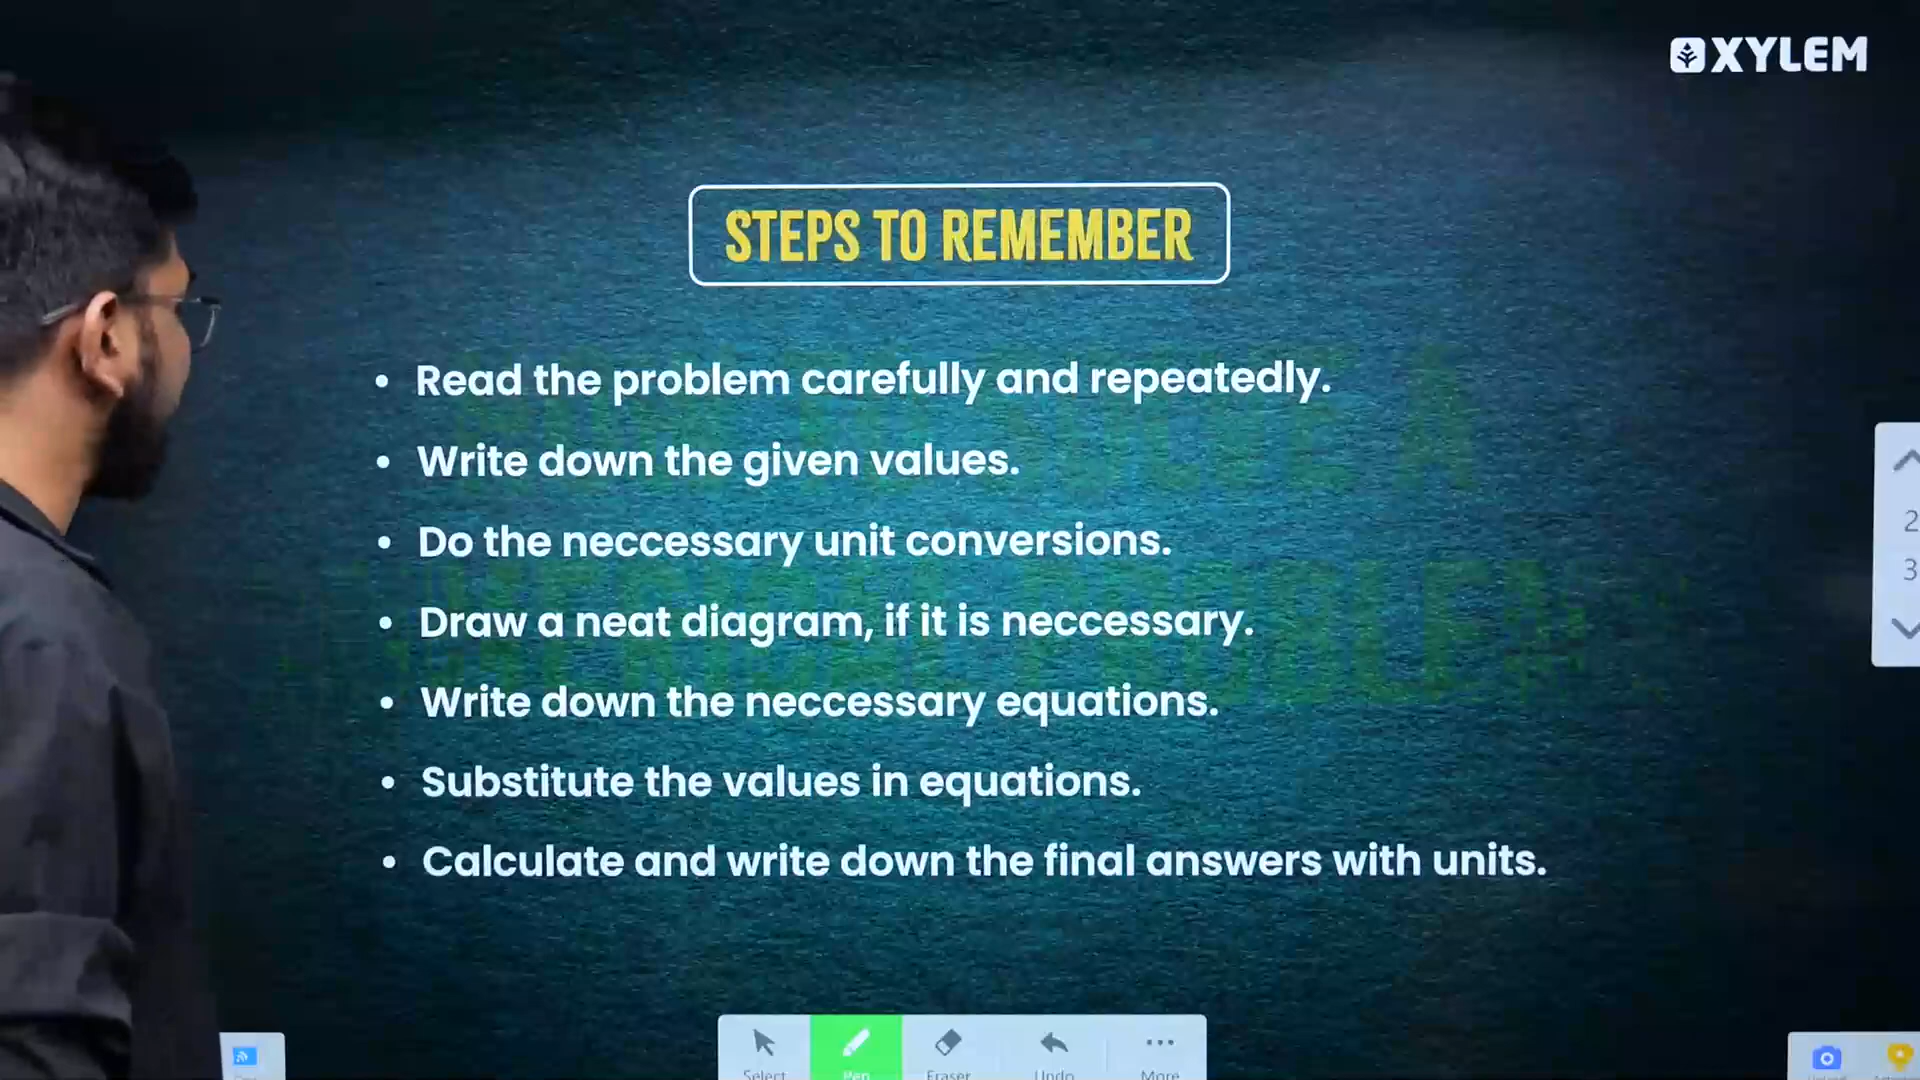 XYLEM
STEPS TO REMEMBER
• Read the problem carefully and repeatedly.
• Write down the given values.
• Do the neccessary unit conversions.
• Draw a neat diagram, if it is neccessary.
• Write down the neccessary equations.
• Substitute the values in equations.
• Calculate and write down the final answers with units.
2
3
Select Pen Eraser Undo More